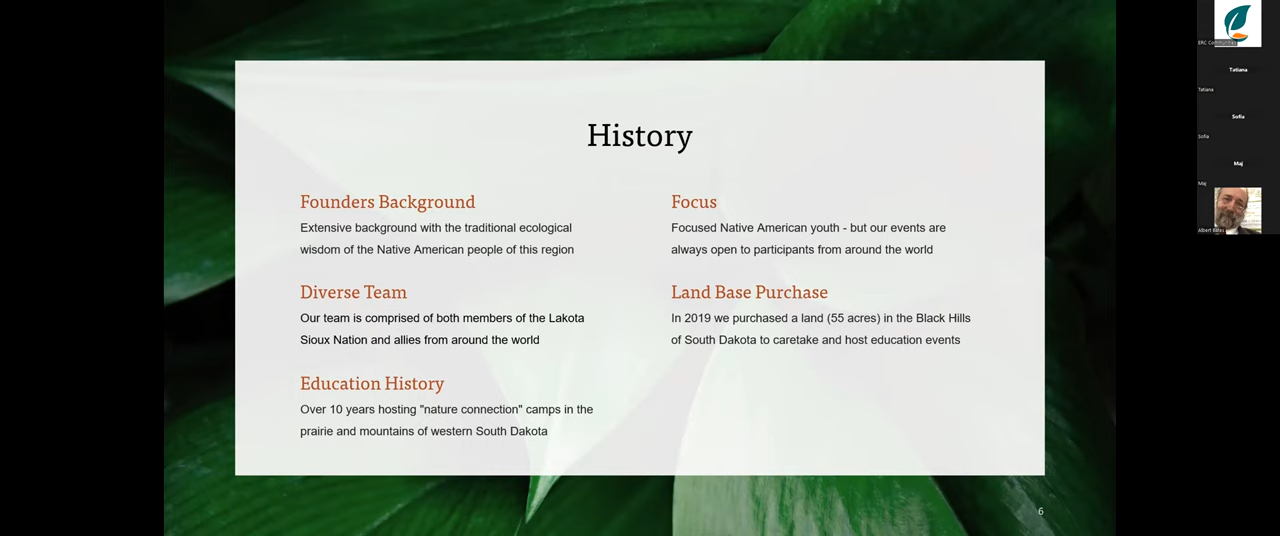 History
Founders Background
Extensive background with the traditional ecological
wisdom of the Native American people of this region
Diverse Team
Our team is comprised of both members of the Lakota
Sioux Nation and allies from around the world
Education History
Over 10 years hosting "nature connection" camps in the
prairie and mountains of western South Dakota
Focus
Focused Native American youth - but our events are
always open to participants from around the world
Land Base Purchase
In 2019 we purchased a land (55 acres) in the Black Hills
of South Dakota to caretake and host education events
6
ERC Communities
Tatiana
Tatiana
Sofia
Sofia
Maj
Maj
Albert Bates